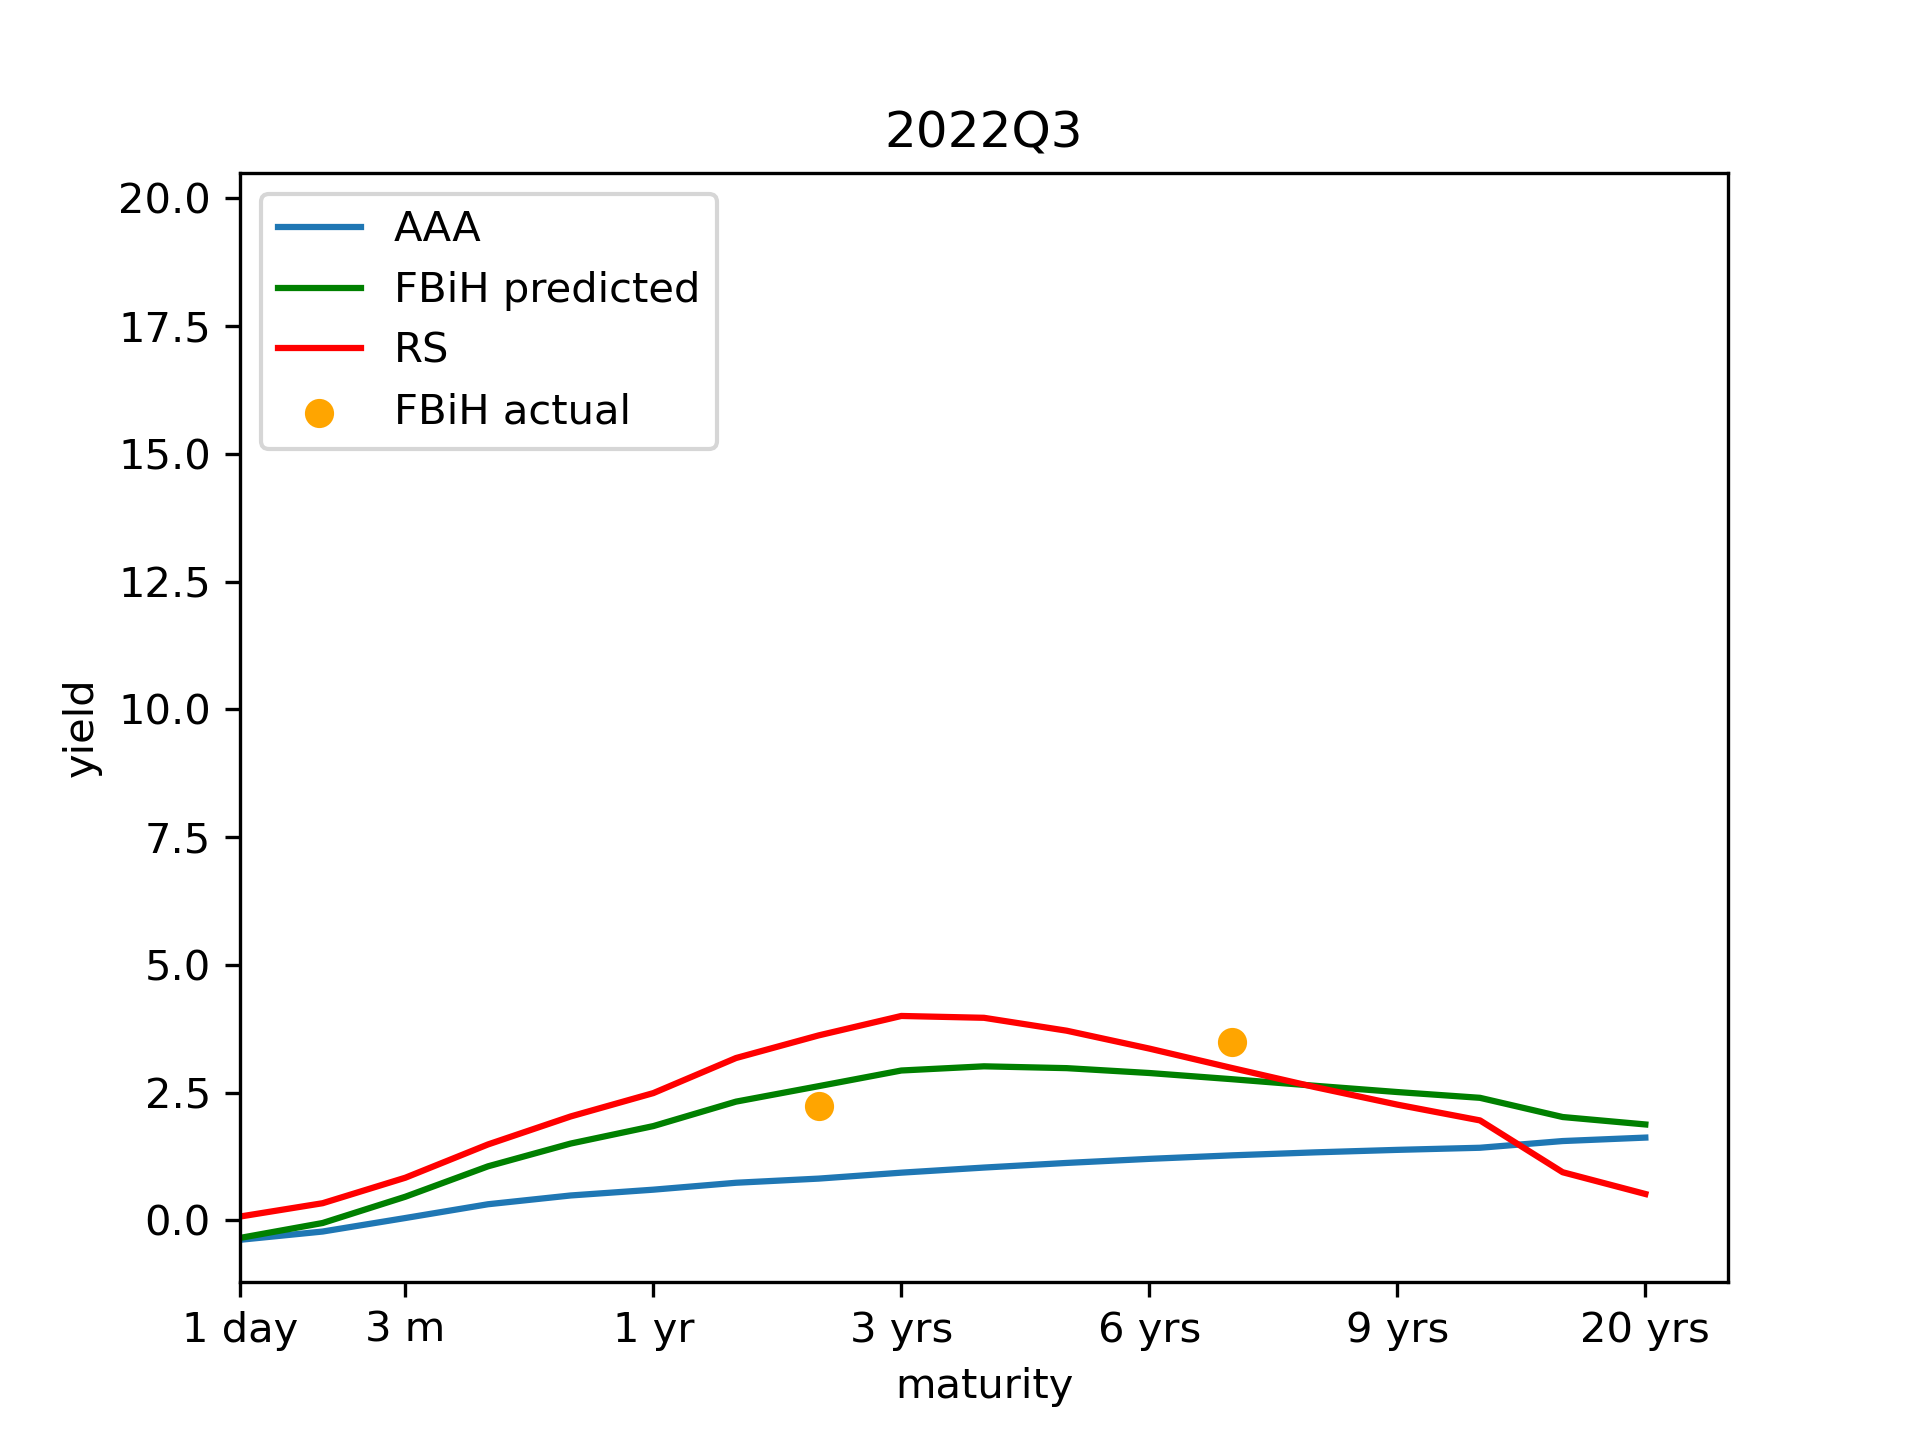 2022Q3
20.0
17.5
15.0
12.5
10.0
7.5
5.0
2.5
0.0
yield
AAA
FBiH predicted
RS
FBiH actual
1 day 3 m 1 yr 3 yrs 6 yrs 9 yrs 20 yrs
maturity